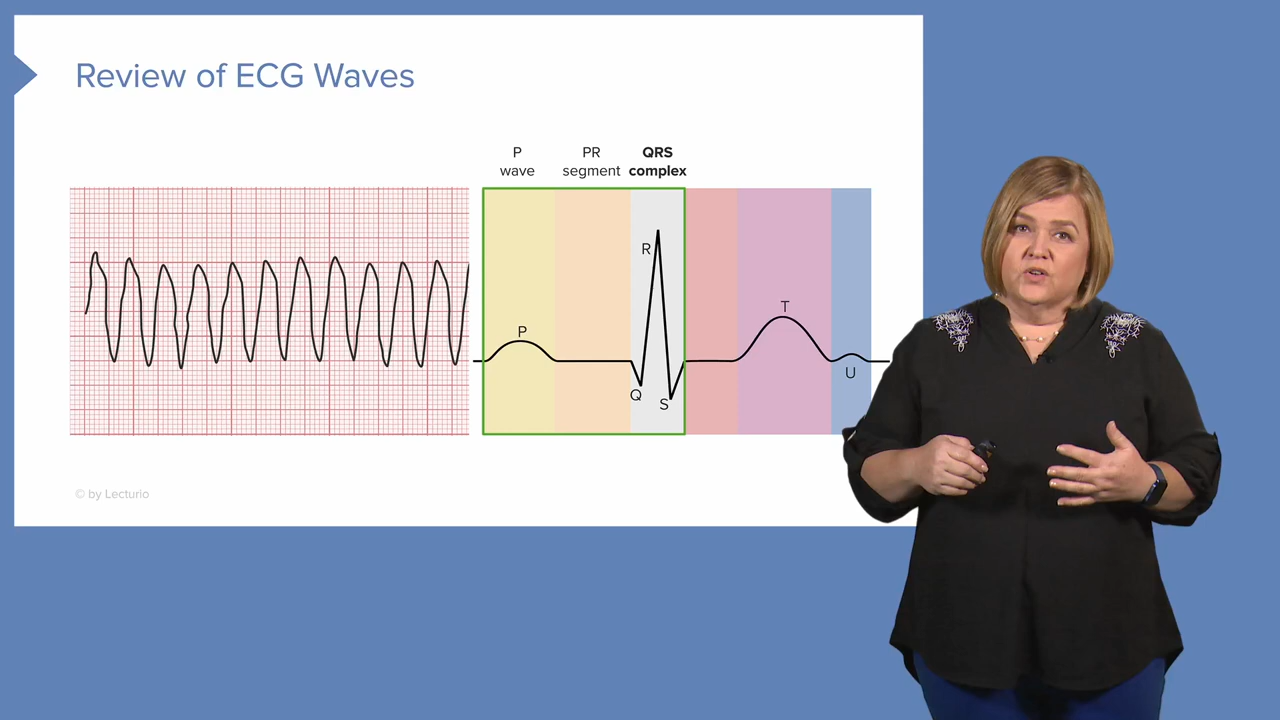 Review of ECG Waves
P
wave
PR
segment
QRS
complex
R
P
T
Q
S
U
© by Lecturio